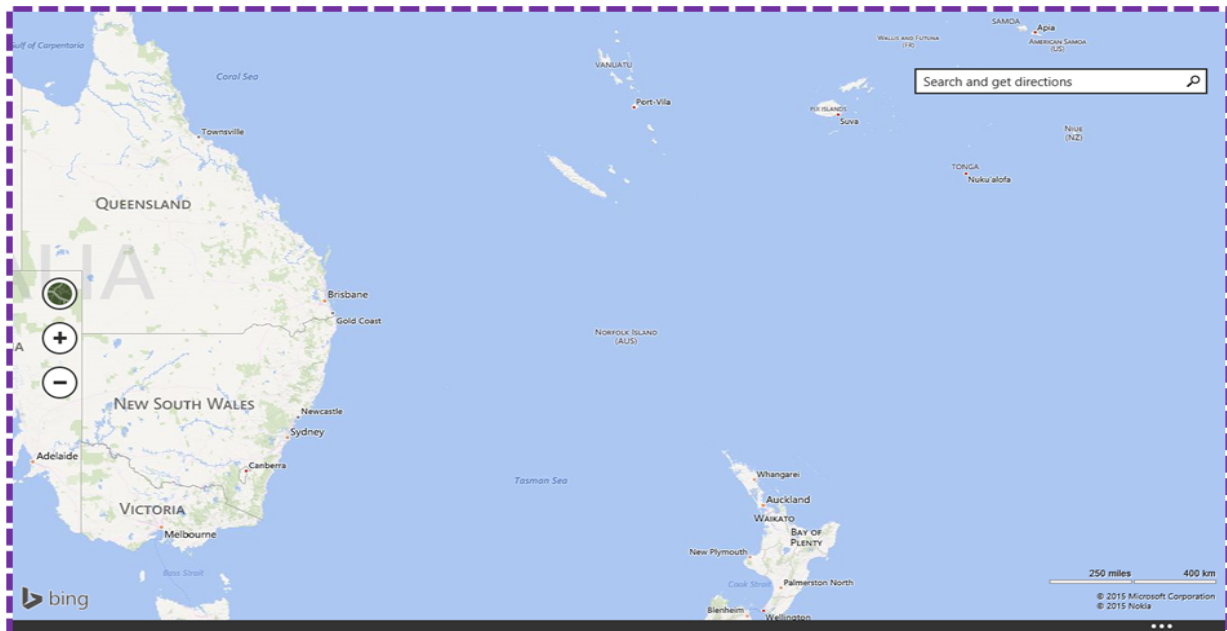 SAMOA
Apia
Gulf of Carpentaria
WALLIS AND FUTUNA
(FR)
AMERICAN SAMOA
(US)
VANUATU
Coral Sea
Search and get directions
Port-Vila
FIJI ISLANDS
Suva
Townsville
NIUE
(NZ)
TONGA
Nuku'alofa
QUEENSLAND
ALIA
Brisbane
Gold Coast
NORFOLK ISLAND
(AUS)
A
NEW SOUTH WALES
Newcastle
Sydney
Adelaide
Canberra
Tasman Sea
Whangarei
Auckland
VICTORIA
WAIKATO
Melbourne
BAY OF
PLENTY
New Plymouth
Bass Strait
250 miles
400 km
Cook Strait
Palmerston North
bing
© 2015 Microsoft Corporation
© 2015 Nokia
Blenheim
Wellington